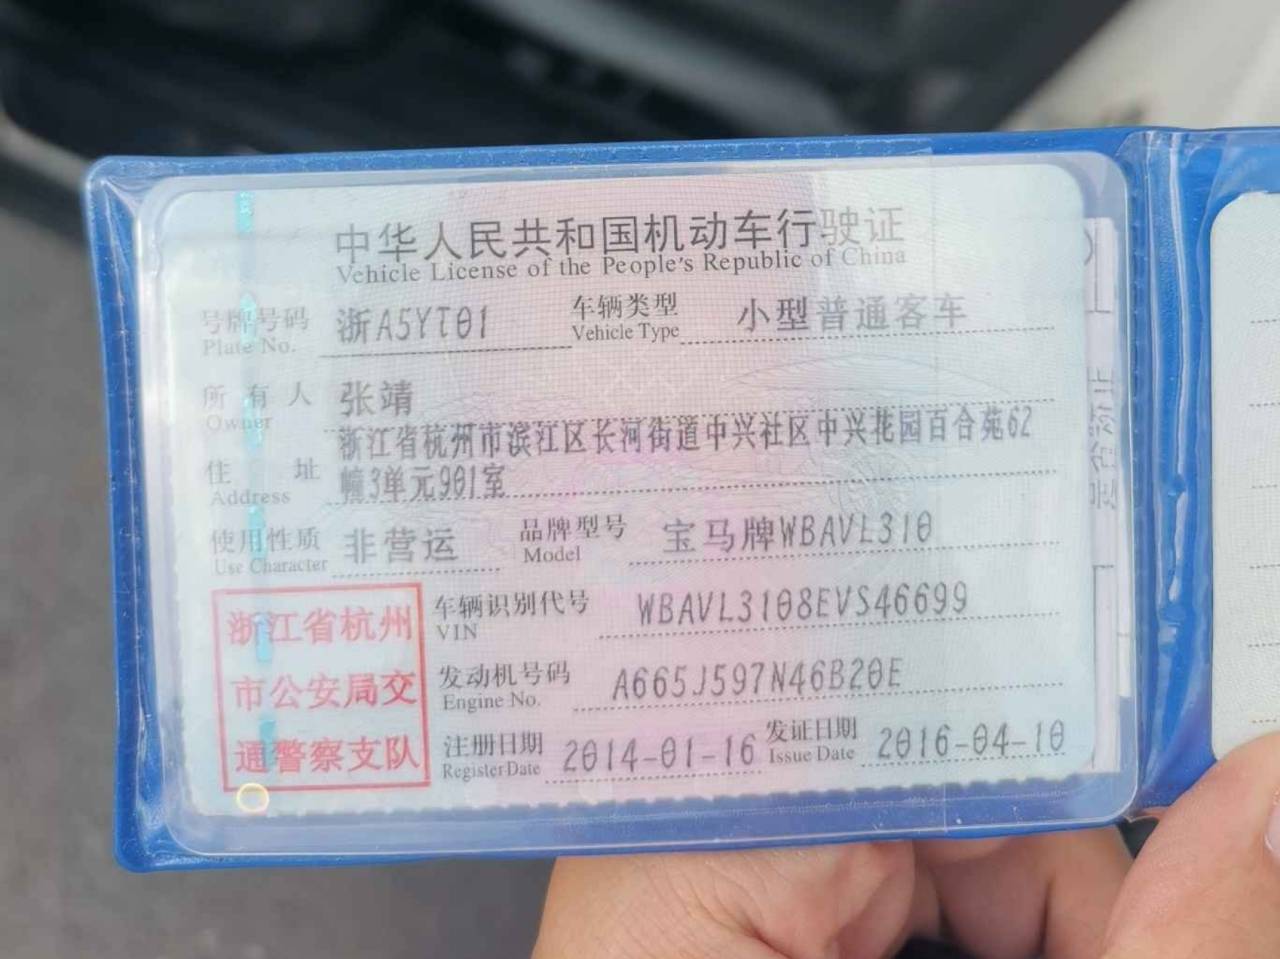 中华人民共和国机动车行驶证
Vehicle License of the People's Republic of China
号牌号码 浙A5YT01 车辆类型 小型普通客车
Plate No. Vehicle Type
所有人 张靖
Owner
浙江省杭州市滨江区长河街道中兴社区中兴花园百合苑62
住址 幢3单元901室
Address
使用性质 非营运 品牌型号 宝马牌WBAVL310
Use Character Model
浙江省杭州 车辆识别代号 WBAVL3108EVS46699
VIN
市公安局交 发动机号码 A665J597N46B20E
Engine No.
通警察支队 注册日期 2014-01-16 发证日期 2016-04-10
Register Date Issue Date